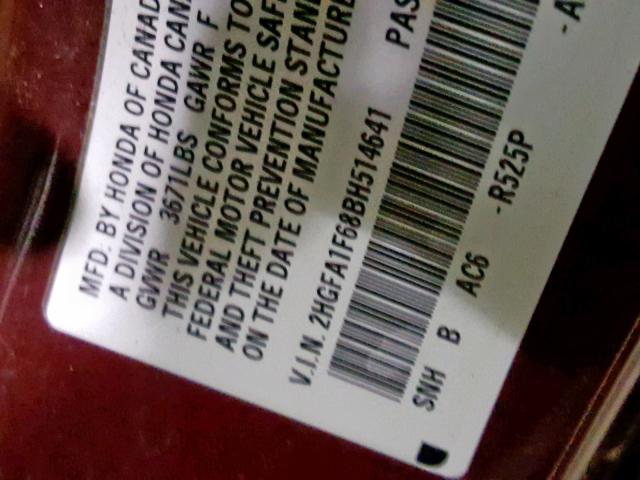 MFD. BY HONDA OF CANAD
A DIVISION OF HONDA CAN
GVWR 3671LBS GAWR F
THIS VEHICLE CONFORMS TO
FEDERAL MOTOR VEHICLE SAF
AND THEFT PREVENTION STAN
ON THE DATE OF MANUFACTURE
V.I.N. 2HGFA1F68BH514641 PAS
SNH B AC6 -R525P -A